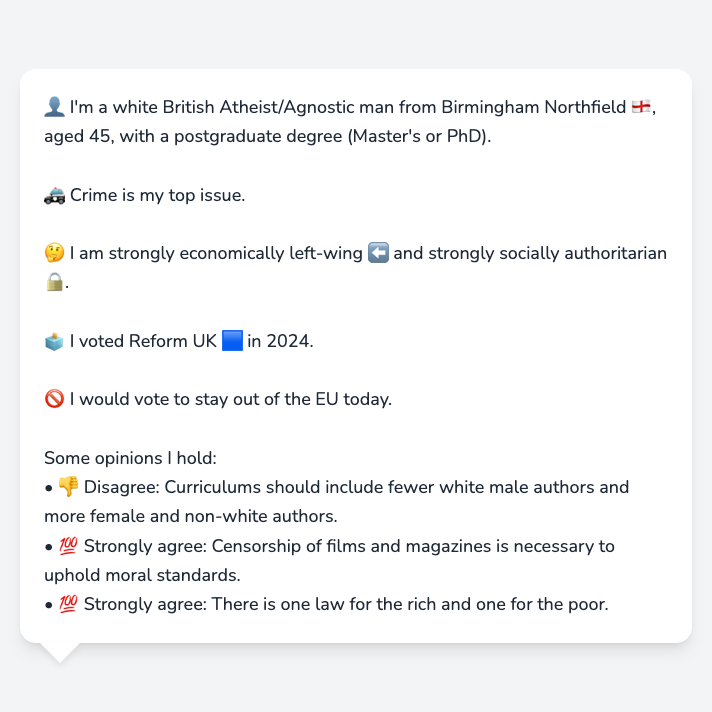 👤 I'm a white British Atheist/Agnostic man from Birmingham Northfield 🏴󠁧󠁢󠁥󠁮󠁧󠁿,
aged 45, with a postgraduate degree (Master's or PhD).
🚓 Crime is my top issue.
🤔 I am strongly economically left-wing ⬅️ and strongly socially authoritarian
🔒.
🗳️ I voted Reform UK 🟦 in 2024.
🚫 I would vote to stay out of the EU today.
Some opinions I hold:
• 👎 Disagree: Curriculums should include fewer white male authors and
more female and non-white authors.
• 💯 Strongly agree: Censorship of films and magazines is necessary to
uphold moral standards.
• 💯 Strongly agree: There is one law for the rich and one for the poor.